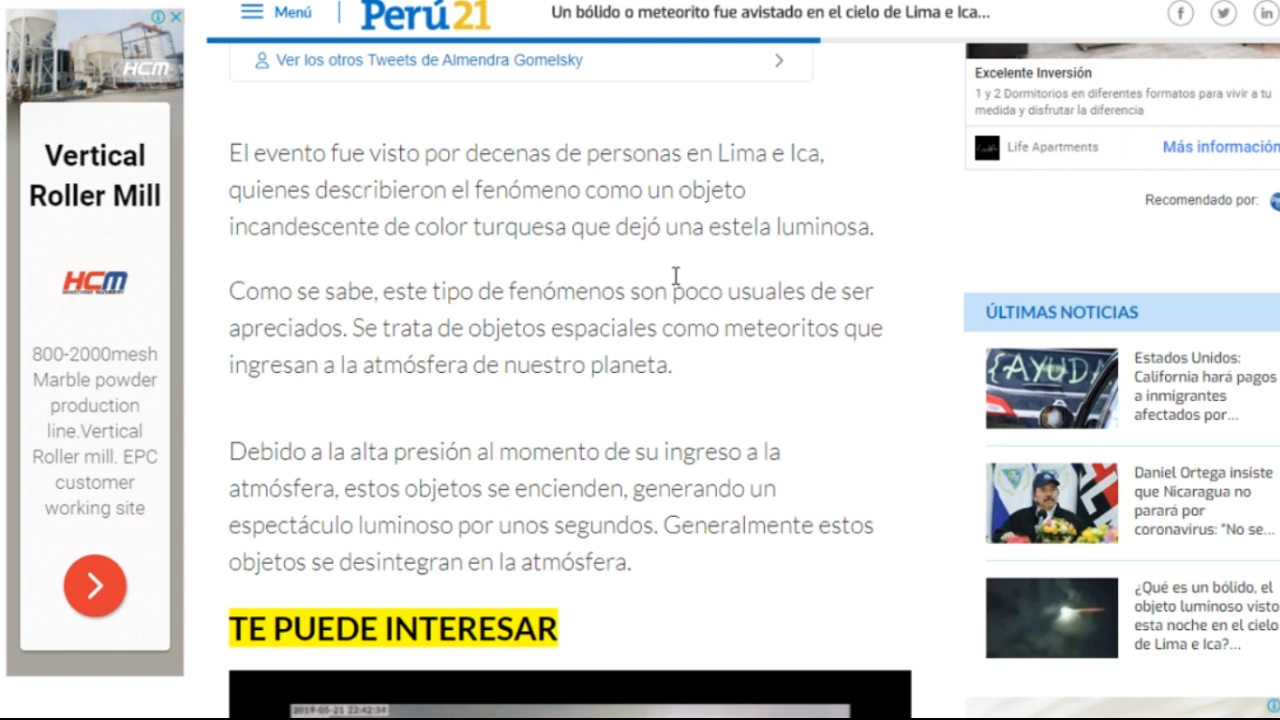 Menú
Perú21
Un bólido o meteorito fue avistado en el cielo de Lima e Ica...
f
in
HCM
Vertical
Roller Mill
HCM
800-2000mesh
Marble powder
production
line.Vertical
Roller mill. EPC
customer
working site
Ver los otros Tweets de Almendra Gomelsky
El evento fue visto por decenas de personas en Lima e Ica,
quienes describieron el fenómeno como un objeto
incandescente de color turquesa que dejó una estela luminosa.
Como se sabe, este tipo de fenómenos son poco usuales de ser
apreciados. Se trata de objetos espaciales como meteoritos que
ingresan a la atmósfera de nuestro planeta.
Debido a la alta presión al momento de su ingreso a la
atmósfera, estos objetos se encienden, generando un
espectáculo luminoso por unos segundos. Generalmente estos
objetos se desintegran en la atmósfera.
TE PUEDE INTERESAR
2019-05-21 22:42:38
Excelente Inversión
1 y 2 Dormitorios en diferentes formatos para vivir a tu
medida y disfrutar la diferencia
Life Apartments
Más información
Recomendado por:
ÚLTIMAS NOTICIAS
{AYUDA
Estados Unidos:
California hará pagos
a inmigrantes
afectados por...
Daniel Ortega insiste
que Nicaragua no
parará por
coronavirus: “No se...
¿Qué es un bólido, el
objeto luminoso visto
esta noche en el cielo
de Lima e Ica?...